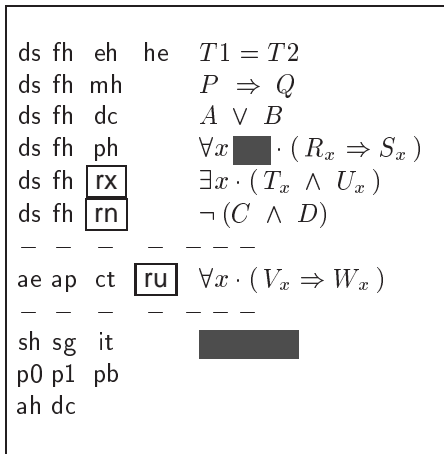 ds fh eh he T1 = T2
ds fh mh P ⇒ Q
ds fh dc A ∨ B
ds fh ph ∀x · ( R_x ⇒ S_x )
ds fh rx ∃x · ( T_x ∧ U_x )
ds fh rn ¬ (C ∧ D)
– – – – – – –
ae ap ct ru ∀x · ( V_x ⇒ W_x )
– – – – – – –
sh sg it
p0 p1 pb
ah dc